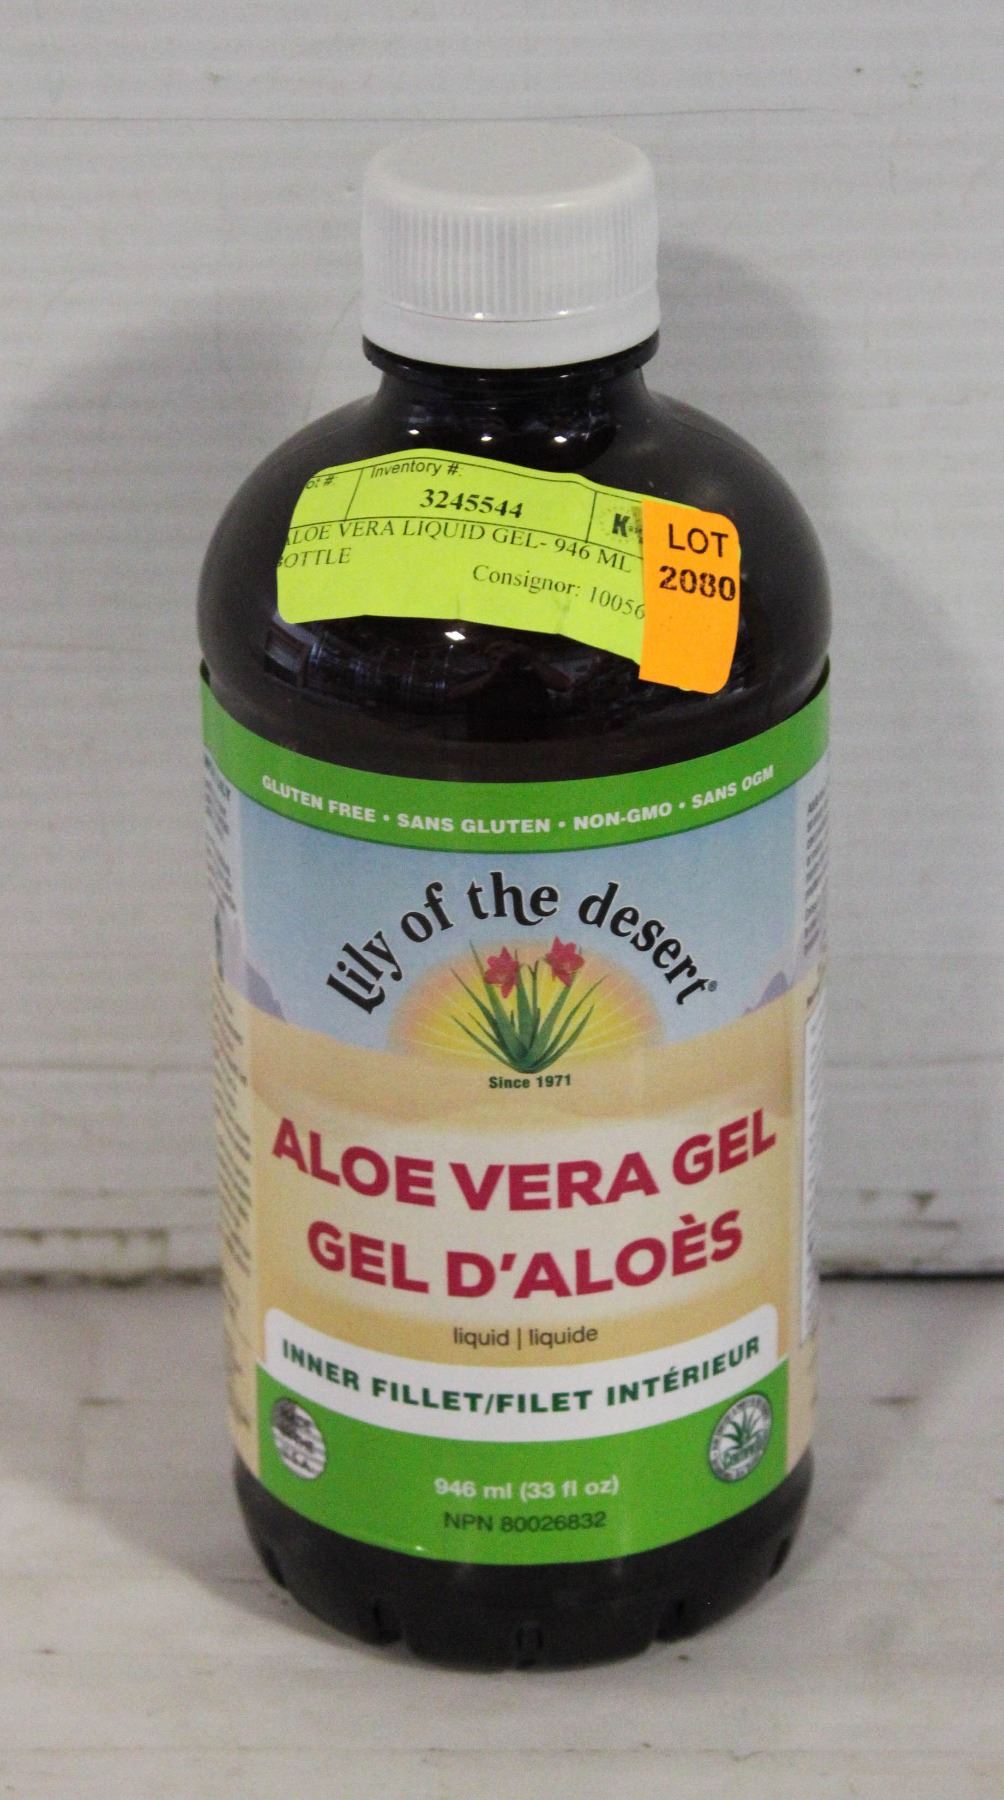 Inventory #:
3245544
LOT
2080
VERA LIQUID GEL- 946 ML
Consignor: 10056
GLUTEN FREE • SANS GLUTEN • NON-GMO • SANS OGM
Lily of the desert®
Since 1971
ALOE VERA GEL
GEL D'ALOÈS
liquid | liquide
INNER FILLET/FILET INTÉRIEUR
946 ml (33 fl oz)
NPN 80026832